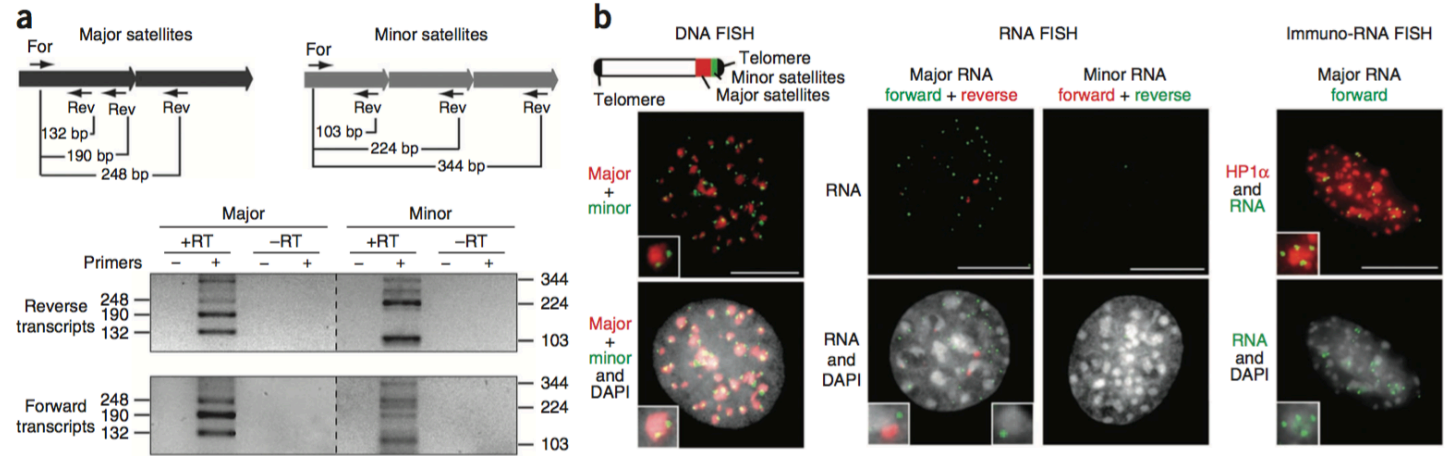 a
Major satellites
For
Rev
Rev
Rev
132 bp
190 bp
248 bp
Minor satellites
For
Rev
Rev
Rev
103 bp
224 bp
344 bp
Major
Minor
+RT
–RT
+RT
–RT
Primers – + – + – + – +
Reverse
transcripts
248
190
132
344
224
103
Forward
transcripts
248
190
132
344
224
103
b
DNA FISH
Telomere
Minor satellites
Major satellites
Telomere
Major
+
minor
Major
+
minor
and
DAPI
RNA FISH
Major RNA
forward + reverse
Minor RNA
forward + reverse
RNA
RNA
and
DAPI
Immuno-RNA FISH
Major RNA
forward
HP1α
and
RNA
RNA
and
DAPI